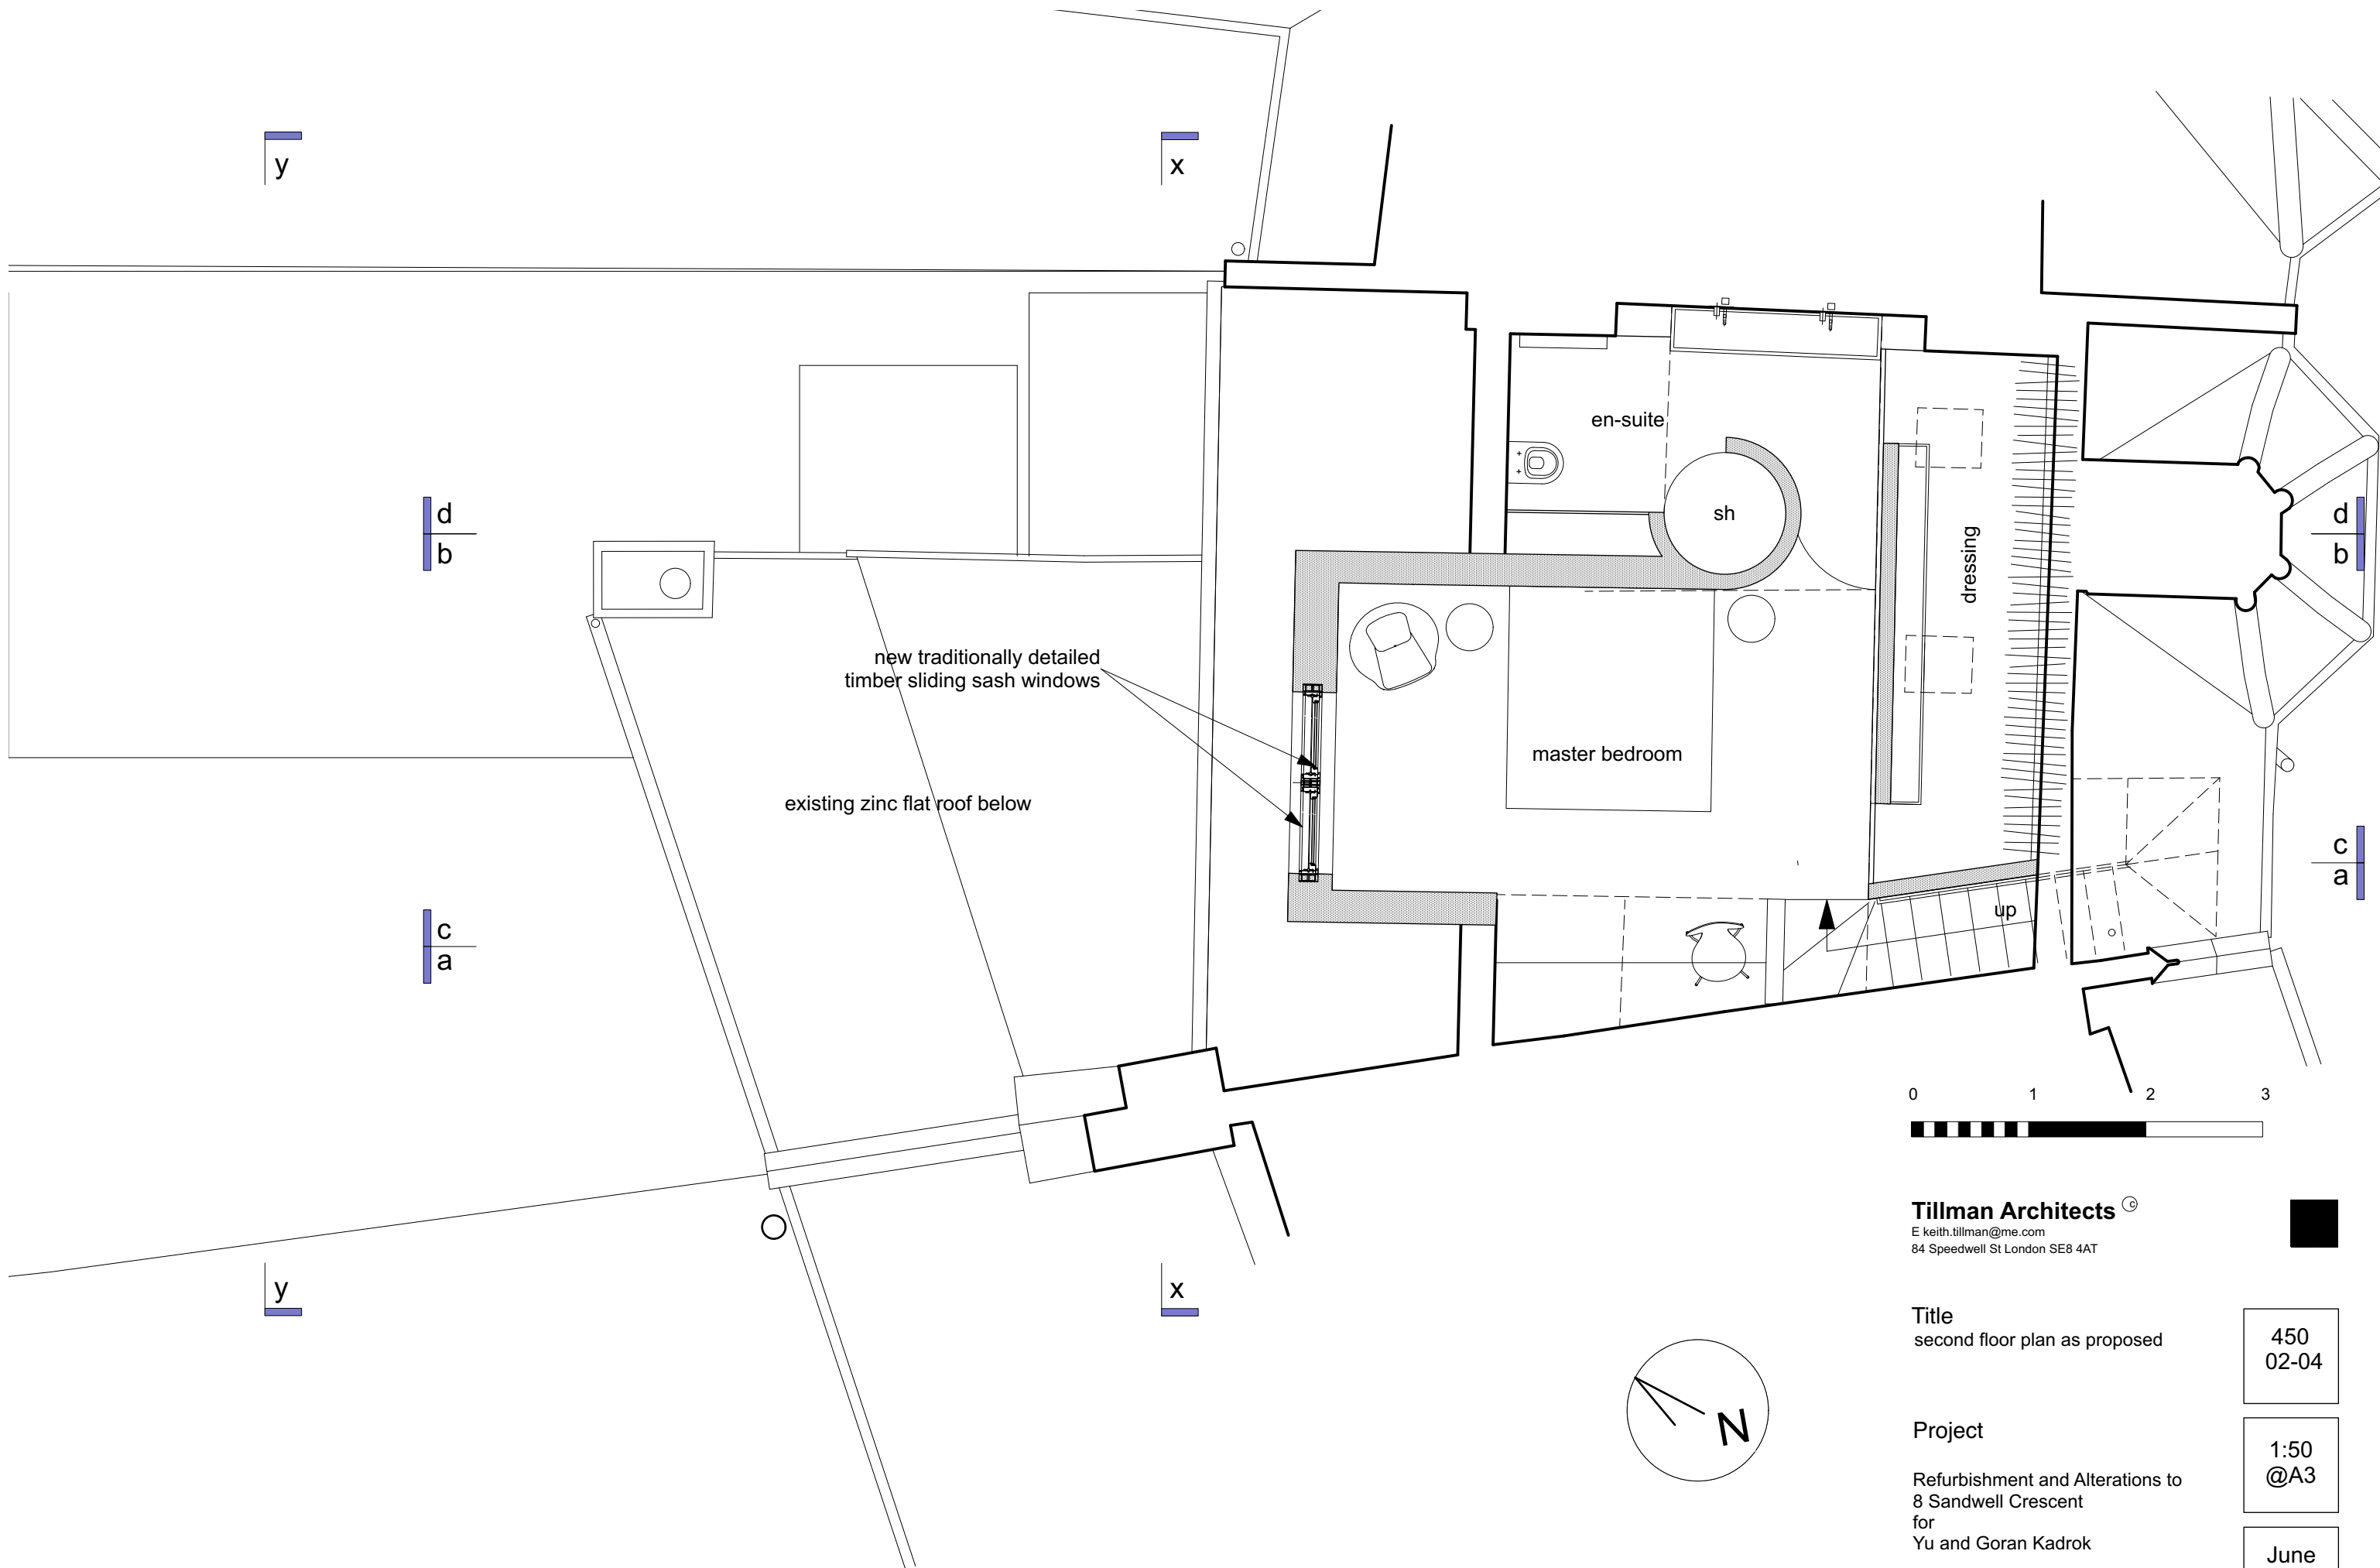 y
x
en-suite
d
b
sh
dressing
d
b
new traditionally detailed
timber sliding sash windows
master bedroom
existing zinc flat roof below
c
a
up
c
a
0 1 2 3
Tillman Architects ©
E keith.tillman@me.com
84 Speedwell St London SE8 4AT
y
x
N
Title
second floor plan as proposed
450
02-04
Project
1:50
@A3
Refurbishment and Alterations to
8 Sandwell Crescent
for
Yu and Goran Kadrok
June